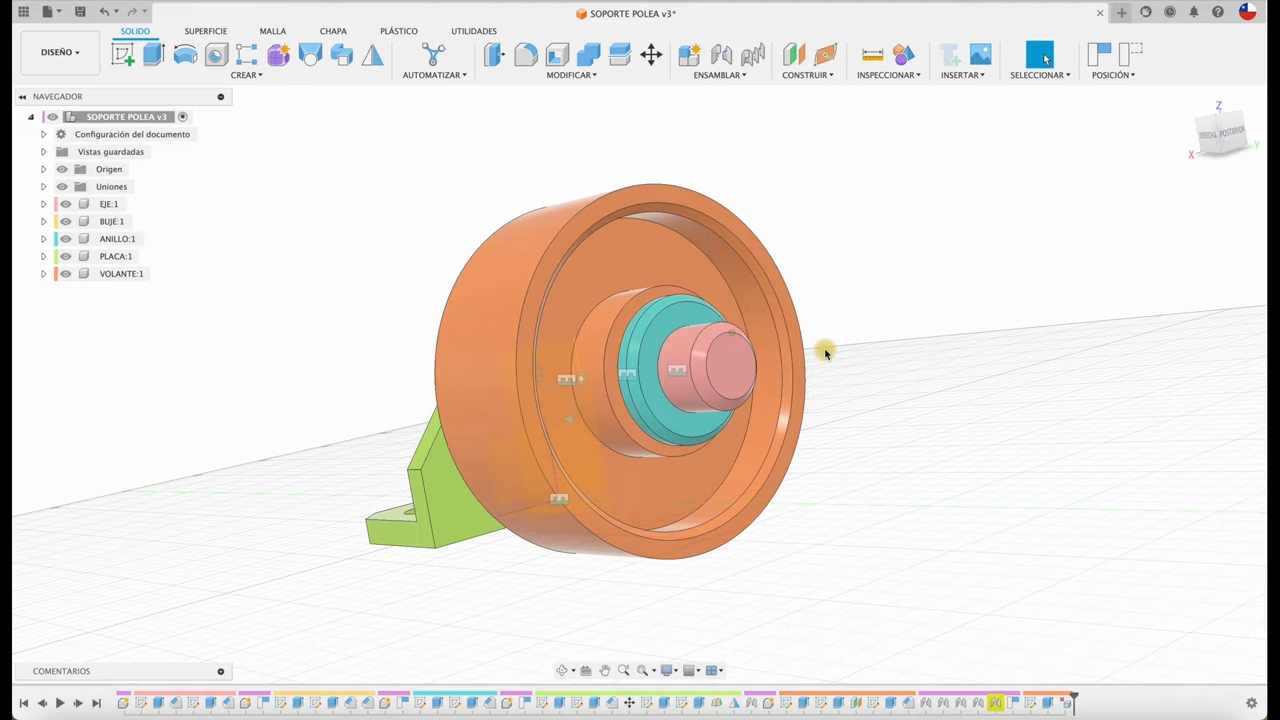 SOPORTE POLEA v3*
DISEÑO
SOLIDO SUPERFICIE MALLA CHAPA PLÁSTICO UTILIDADES
CREAR AUTOMATIZAR MODIFICAR ENSAMBLAR CONSTRUIR INSPECCIONAR INSERTAR SELECCIONAR POSICIÓN
NAVEGADOR
SOPORTE POLEA v3
Configuración del documento
Vistas guardadas
Origen
Uniones
EJE:1
BUJE:1
ANILLO:1
PLACA:1
VOLANTE:1
Z
DERECHA POSTERIOR
X Y
COMENTARIOS